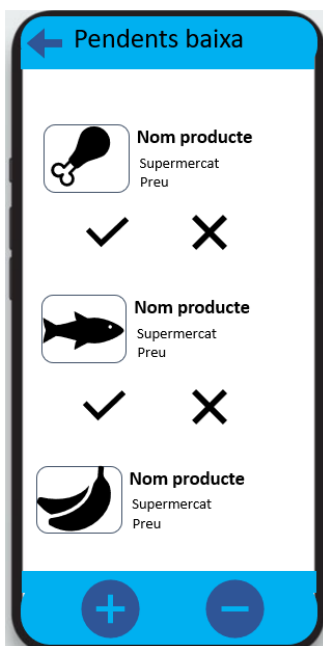 Pendents baixa
Nom producte
Supermercat
Preu
Nom producte
Supermercat
Preu
Nom producte
Supermercat
Preu